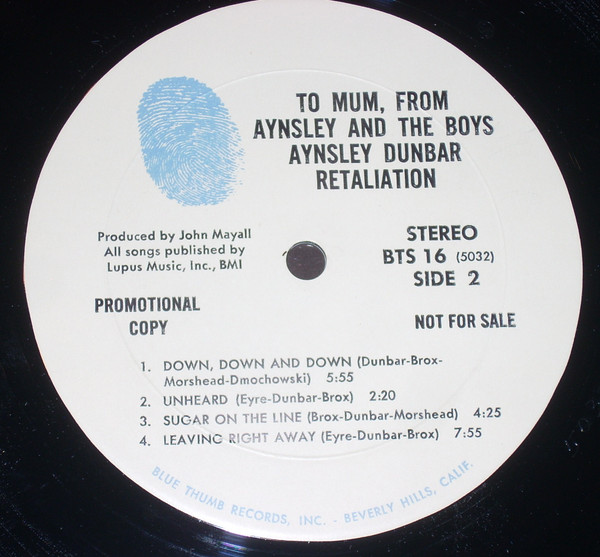 TO MUM, FROM
AYNSLEY AND THE BOYS
AYNSLEY DUNBAR
RETALIATION
Produced by John Mayall
All songs published by
Lupus Music, Inc., BMI
STEREO
BTS 16 (5032)
SIDE 2
PROMOTIONAL
COPY
NOT FOR SALE
1. DOWN, DOWN AND DOWN (Dunbar-Brox-
Morshead-Dmochowski) 5:55
2. UNHEARD (Eyre-Dunbar-Brox) 2:20
3. SUGAR ON THE LINE (Brox-Dunbar-Morshead) 4:25
4. LEAVING RIGHT AWAY (Eyre-Dunbar-Brox) 7:55
BLUE THUMB RECORDS, INC. - BEVERLY HILLS, CALIF.